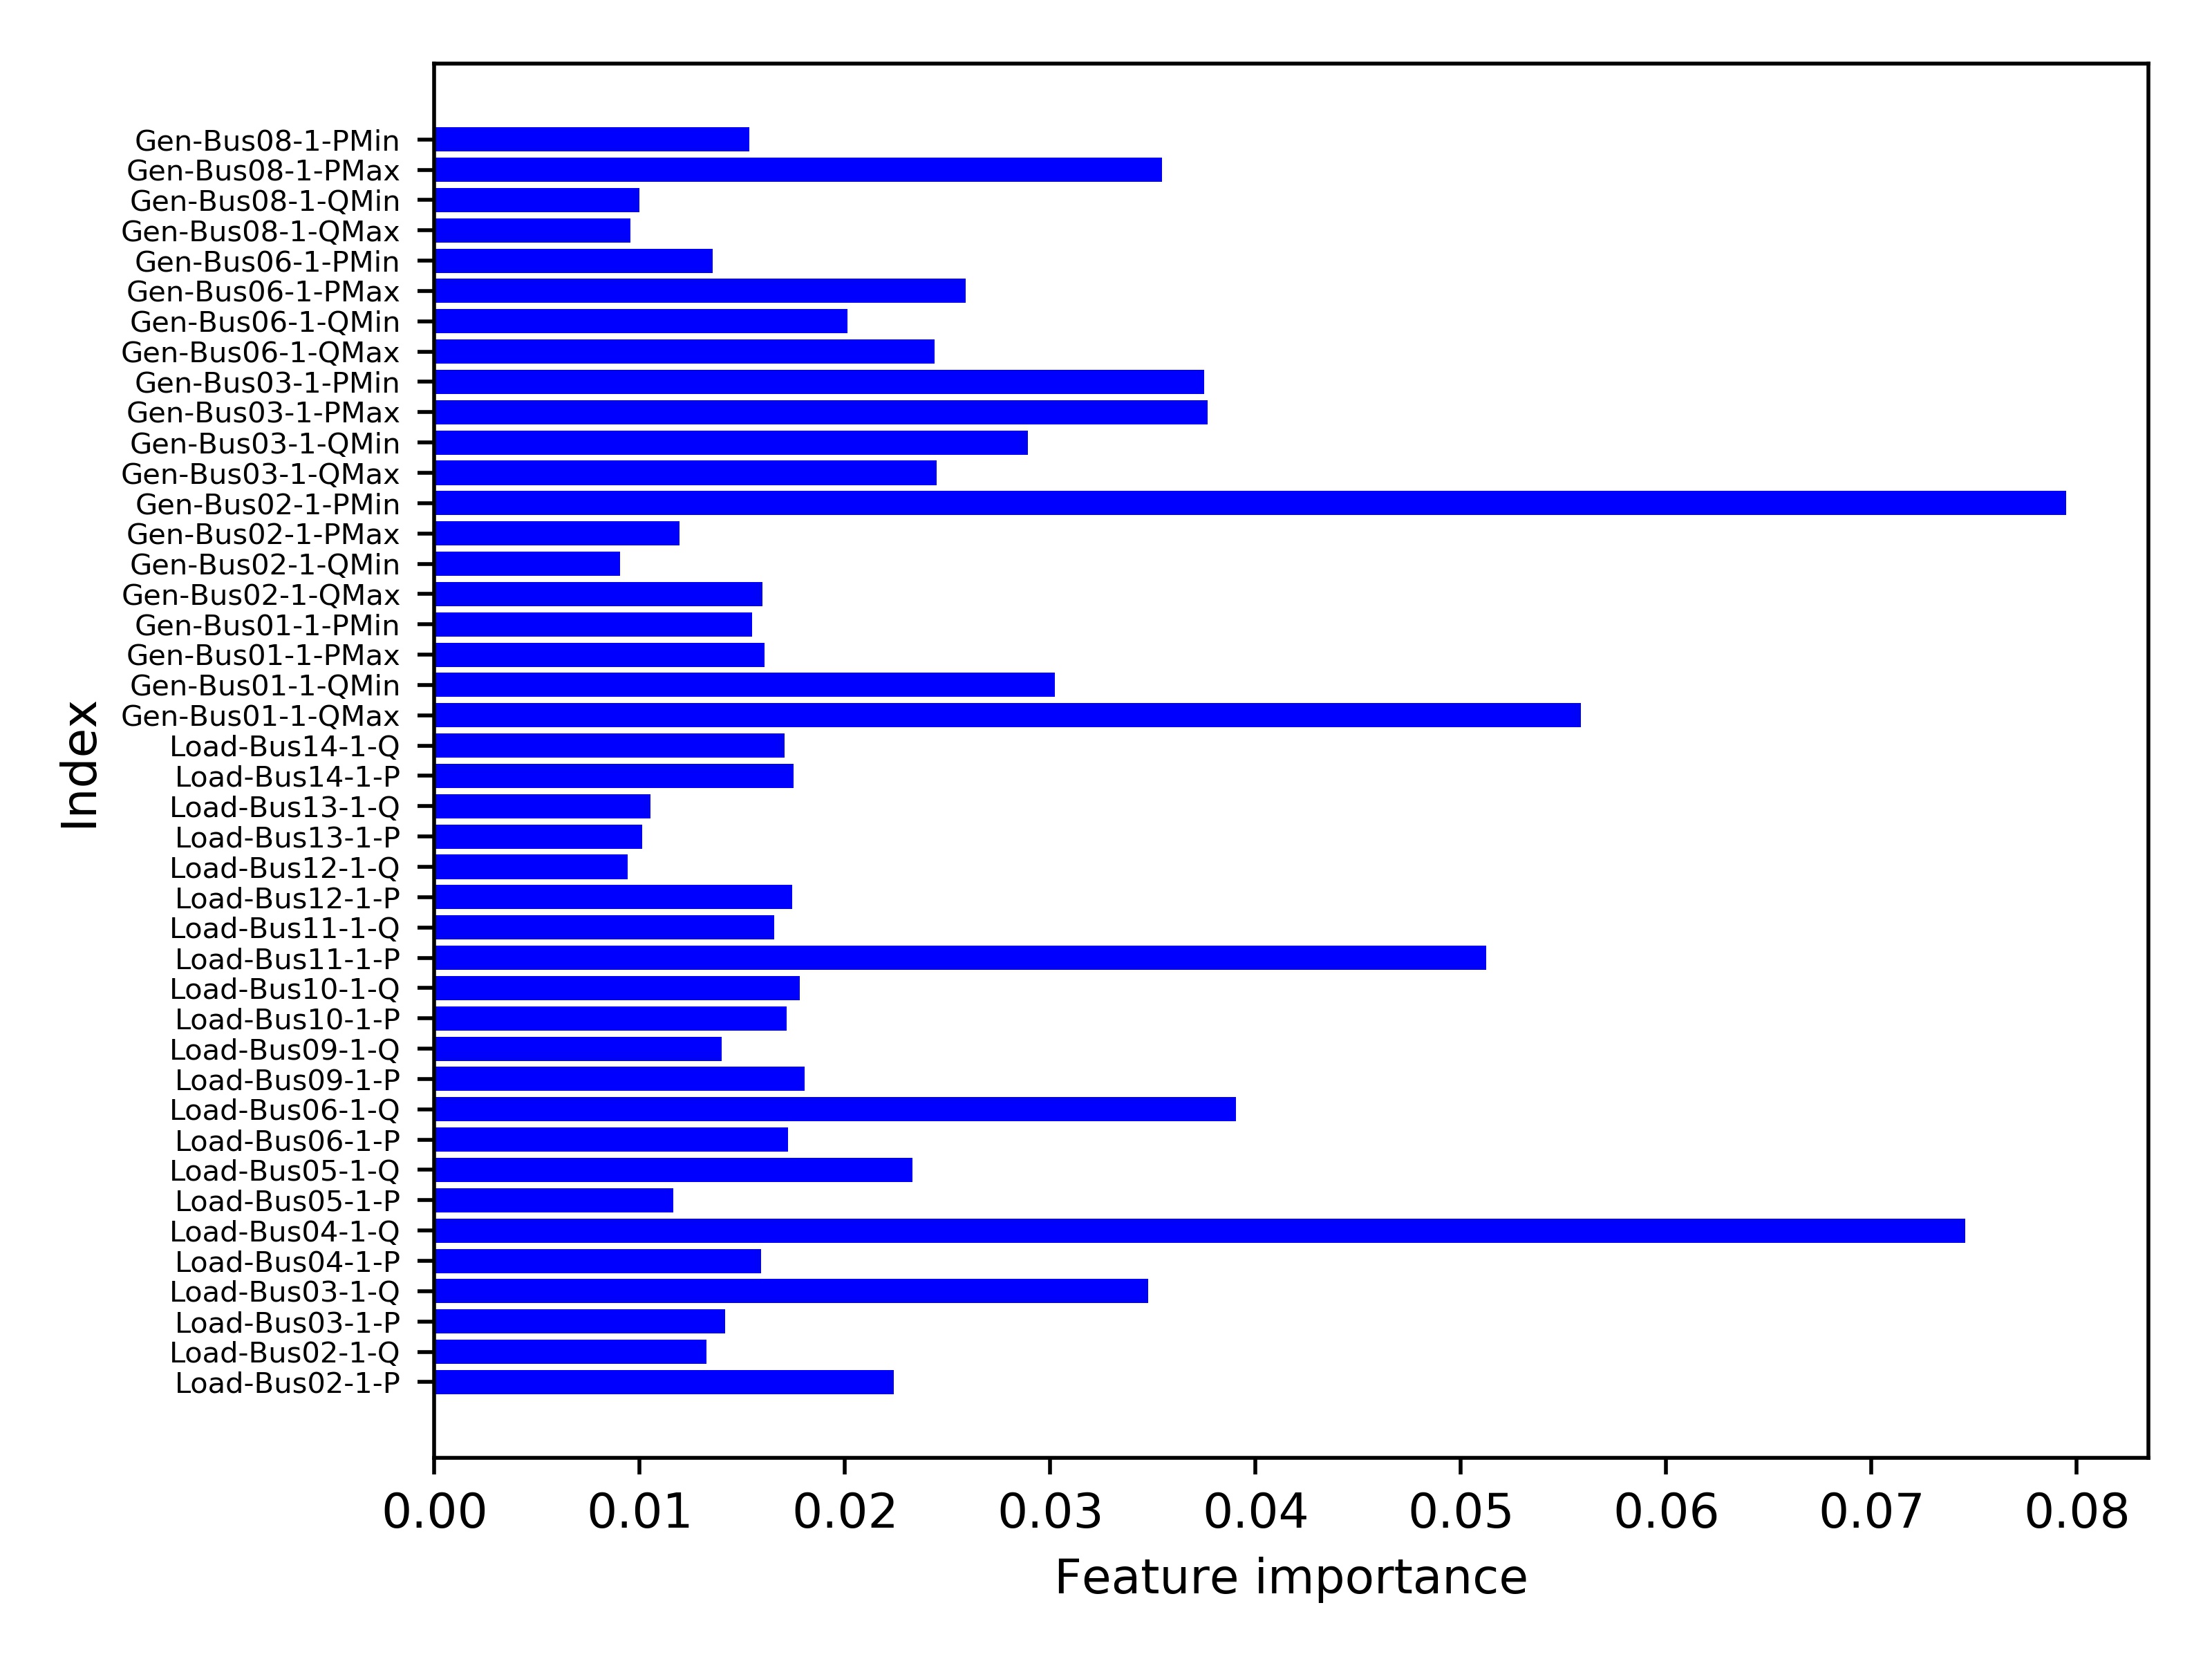 Gen-Bus08-1-PMin
Gen-Bus08-1-PMax
Gen-Bus08-1-QMin
Gen-Bus08-1-QMax
Gen-Bus06-1-PMin
Gen-Bus06-1-PMax
Gen-Bus06-1-QMin
Gen-Bus06-1-QMax
Gen-Bus03-1-PMin
Gen-Bus03-1-PMax
Gen-Bus03-1-QMin
Gen-Bus03-1-QMax
Gen-Bus02-1-PMin
Gen-Bus02-1-PMax
Gen-Bus02-1-QMin
Gen-Bus02-1-QMax
Gen-Bus01-1-PMin
Gen-Bus01-1-PMax
Gen-Bus01-1-QMin
Gen-Bus01-1-QMax
Load-Bus14-1-Q
Load-Bus14-1-P
Load-Bus13-1-Q
Load-Bus13-1-P
Load-Bus12-1-Q
Load-Bus12-1-P
Load-Bus11-1-Q
Load-Bus11-1-P
Load-Bus10-1-Q
Load-Bus10-1-P
Load-Bus09-1-Q
Load-Bus09-1-P
Load-Bus06-1-Q
Load-Bus06-1-P
Load-Bus05-1-Q
Load-Bus05-1-P
Load-Bus04-1-Q
Load-Bus04-1-P
Load-Bus03-1-Q
Load-Bus03-1-P
Load-Bus02-1-Q
Load-Bus02-1-P
Index
0.00 0.01 0.02 0.03 0.04 0.05 0.06 0.07 0.08
Feature importance